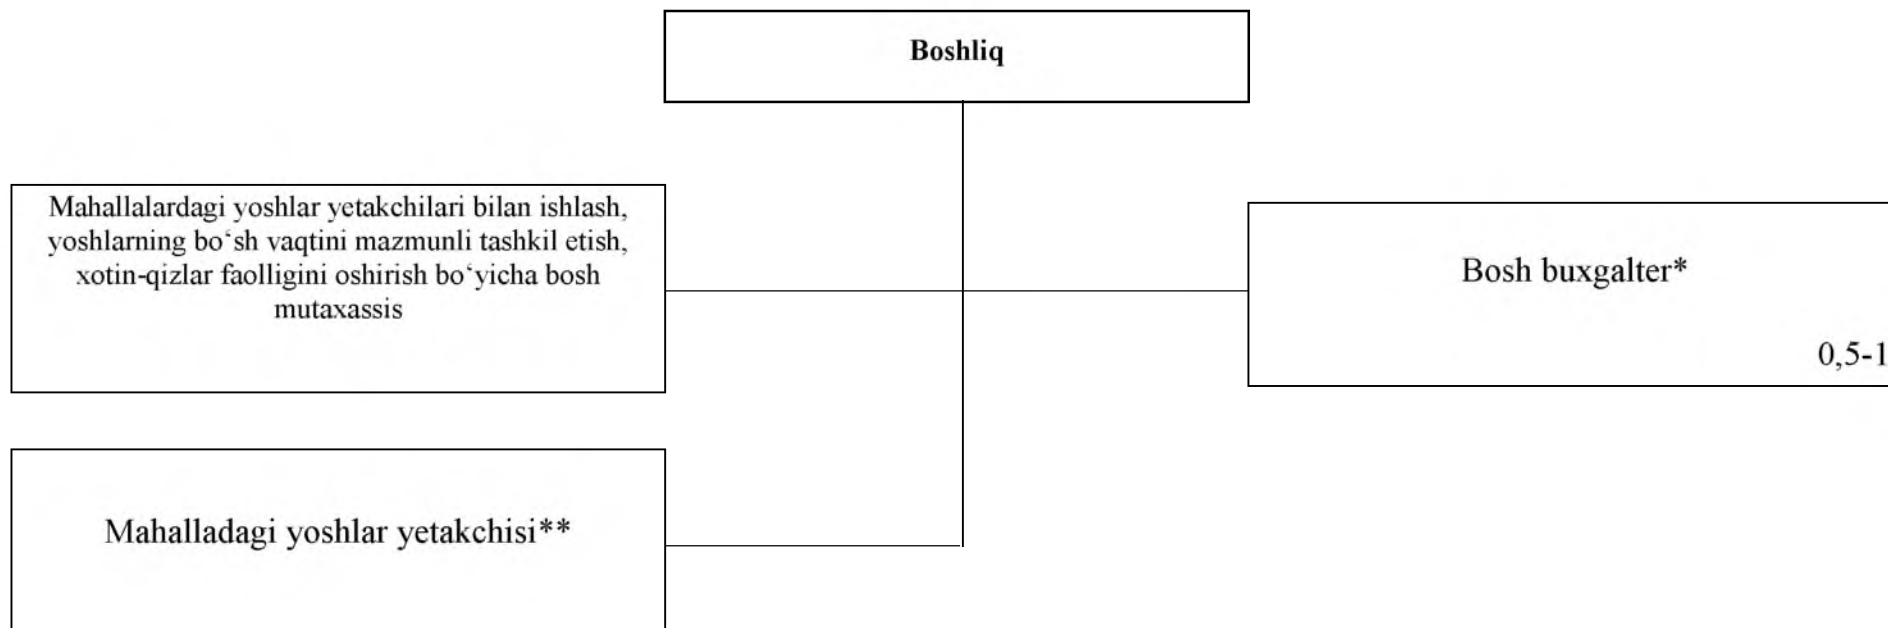 Boshliq
Mahallalardagi yoshlar yetakchilari bilan ishlash,
yoshlarning bo‘sh vaqtini mazmunli tashkil etish,
xotin-qizlar faolligini oshirish bo‘yicha bosh
mutaxassis
Bosh buxgalter*
0,5-1
Mahalladagi yoshlar yetakchisi**